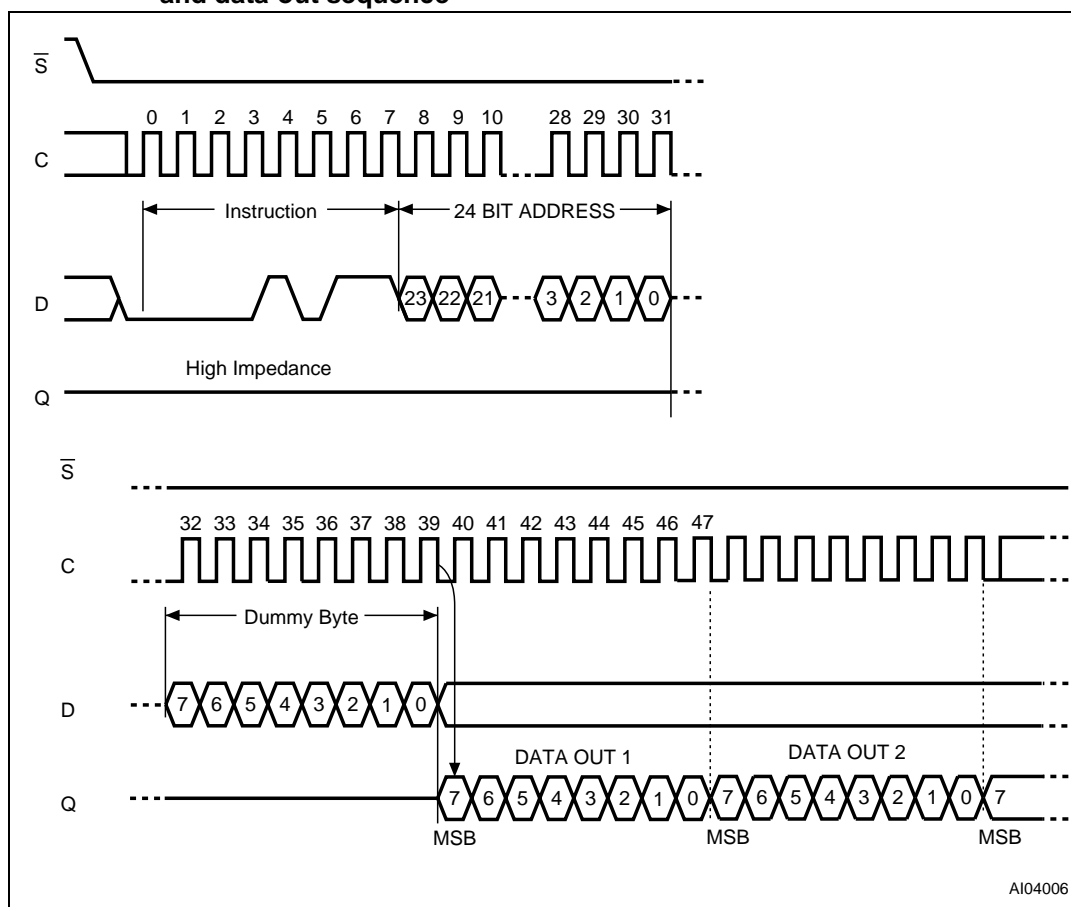 and data-out sequence
S
0 1 2 3 4 5 6 7 8 9 10 28 29 30 31
C
Instruction 24 BIT ADDRESS
D 23 22 21 3 2 1 0
High Impedance
Q
S
32 33 34 35 36 37 38 39 40 41 42 43 44 45 46 47
C
Dummy Byte
D 7 6 5 4 3 2 1 0
DATA OUT 1 DATA OUT 2
Q 7 6 5 4 3 2 1 0 7 6 5 4 3 2 1 0 7
MSB MSB MSB
AI04006